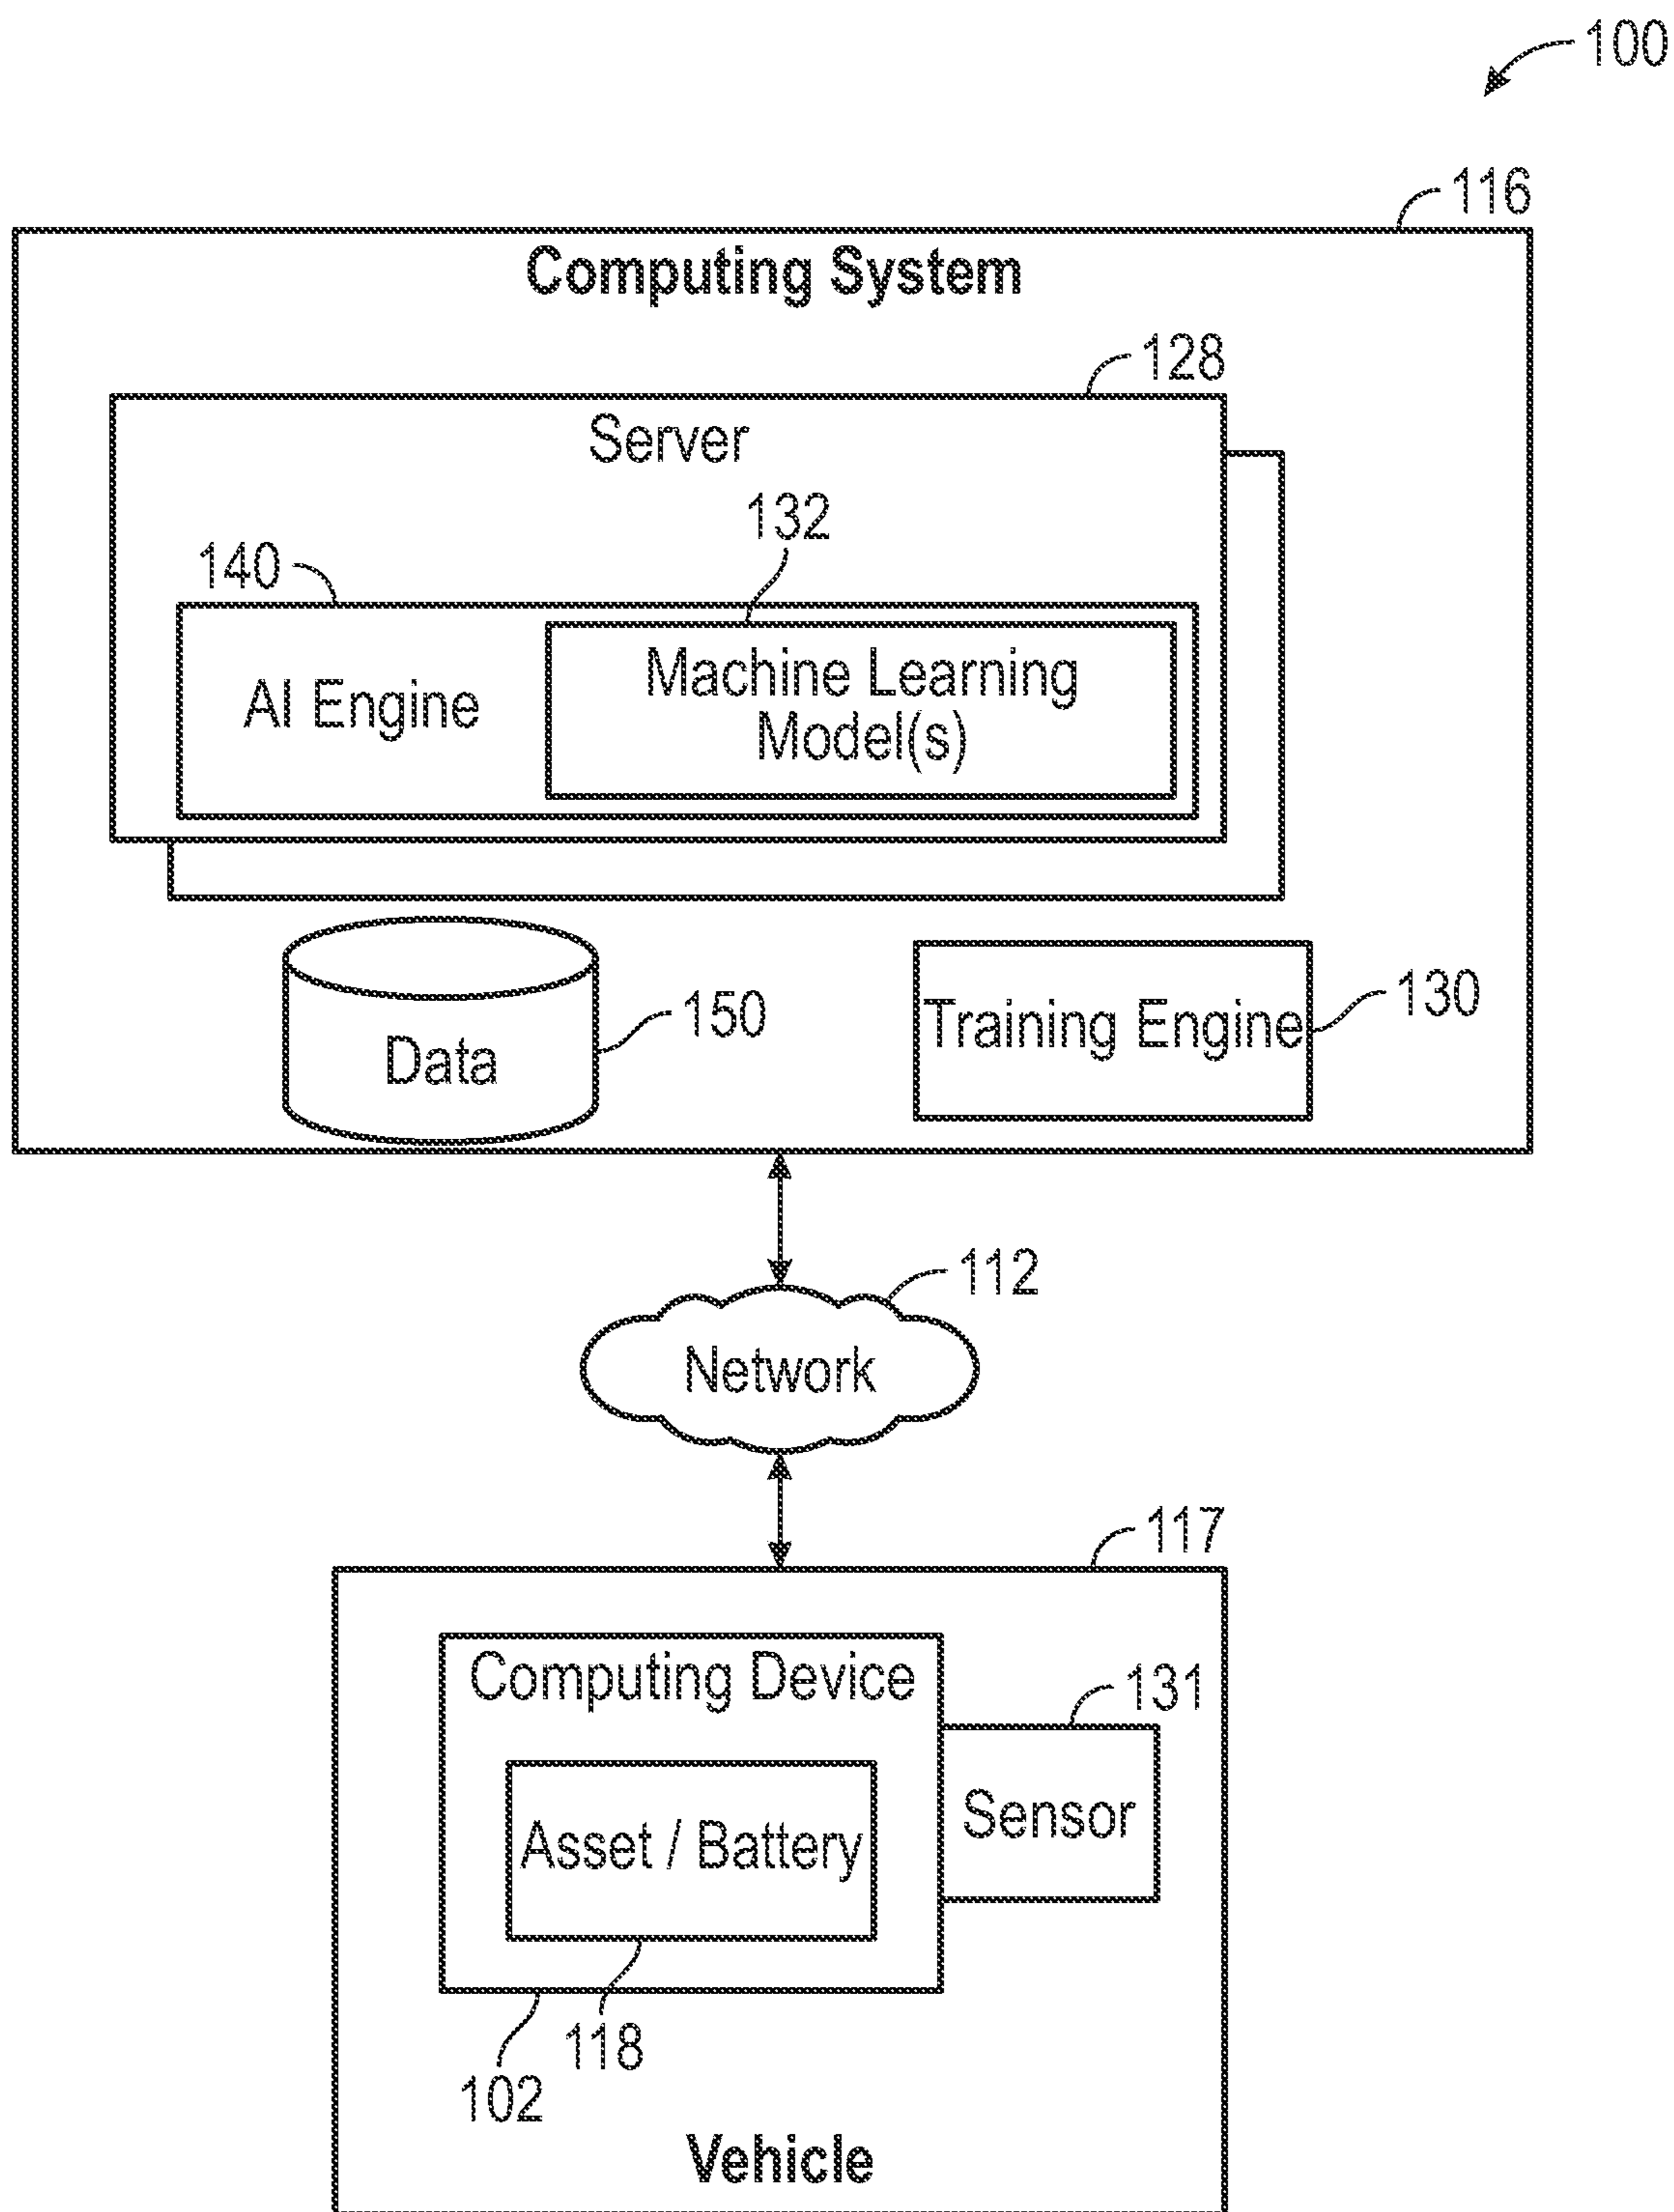 100
116
Computing System
128
Server
132
140
Machine Learning
AI Engine
Model(s)
150
130
Training Engine
Data
112
Network
117
Computing Device
131
Sensor
Asset / Battery
118
102
Vehicle